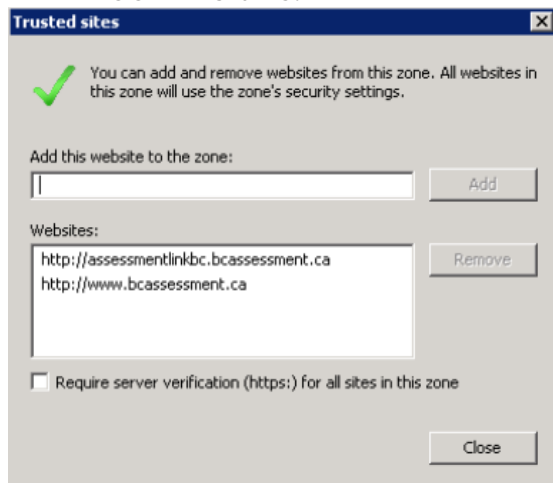 Trusted sites
You can add and remove websites from this zone. All websites in
this zone will use the zone's security settings.
Add this website to the zone:
Add
Websites:
http://assessmentlinkbc.bcassessment.ca
http://www.bcassessment.ca
Remove
Require server verification (https:) for all sites in this zone
Close